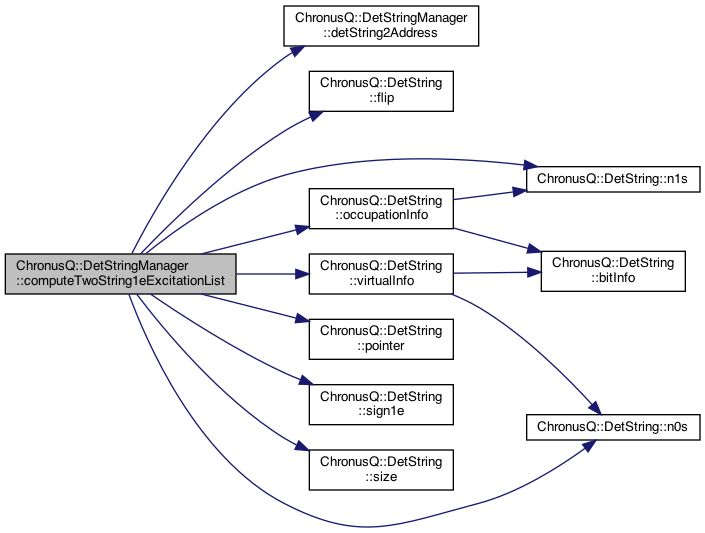 ChronusQ::DetStringManager
::detString2Address
ChronusQ::DetString
::flip
ChronusQ::DetString::n1s
ChronusQ::DetString
::occupationInfo
ChronusQ::DetStringManager
::computeTwoString1eExcitationList
ChronusQ::DetString
::virtualInfo
ChronusQ::DetString
::bitInfo
ChronusQ::DetString
::pointer
ChronusQ::DetString
::sign1e
ChronusQ::DetString::n0s
ChronusQ::DetString
::size